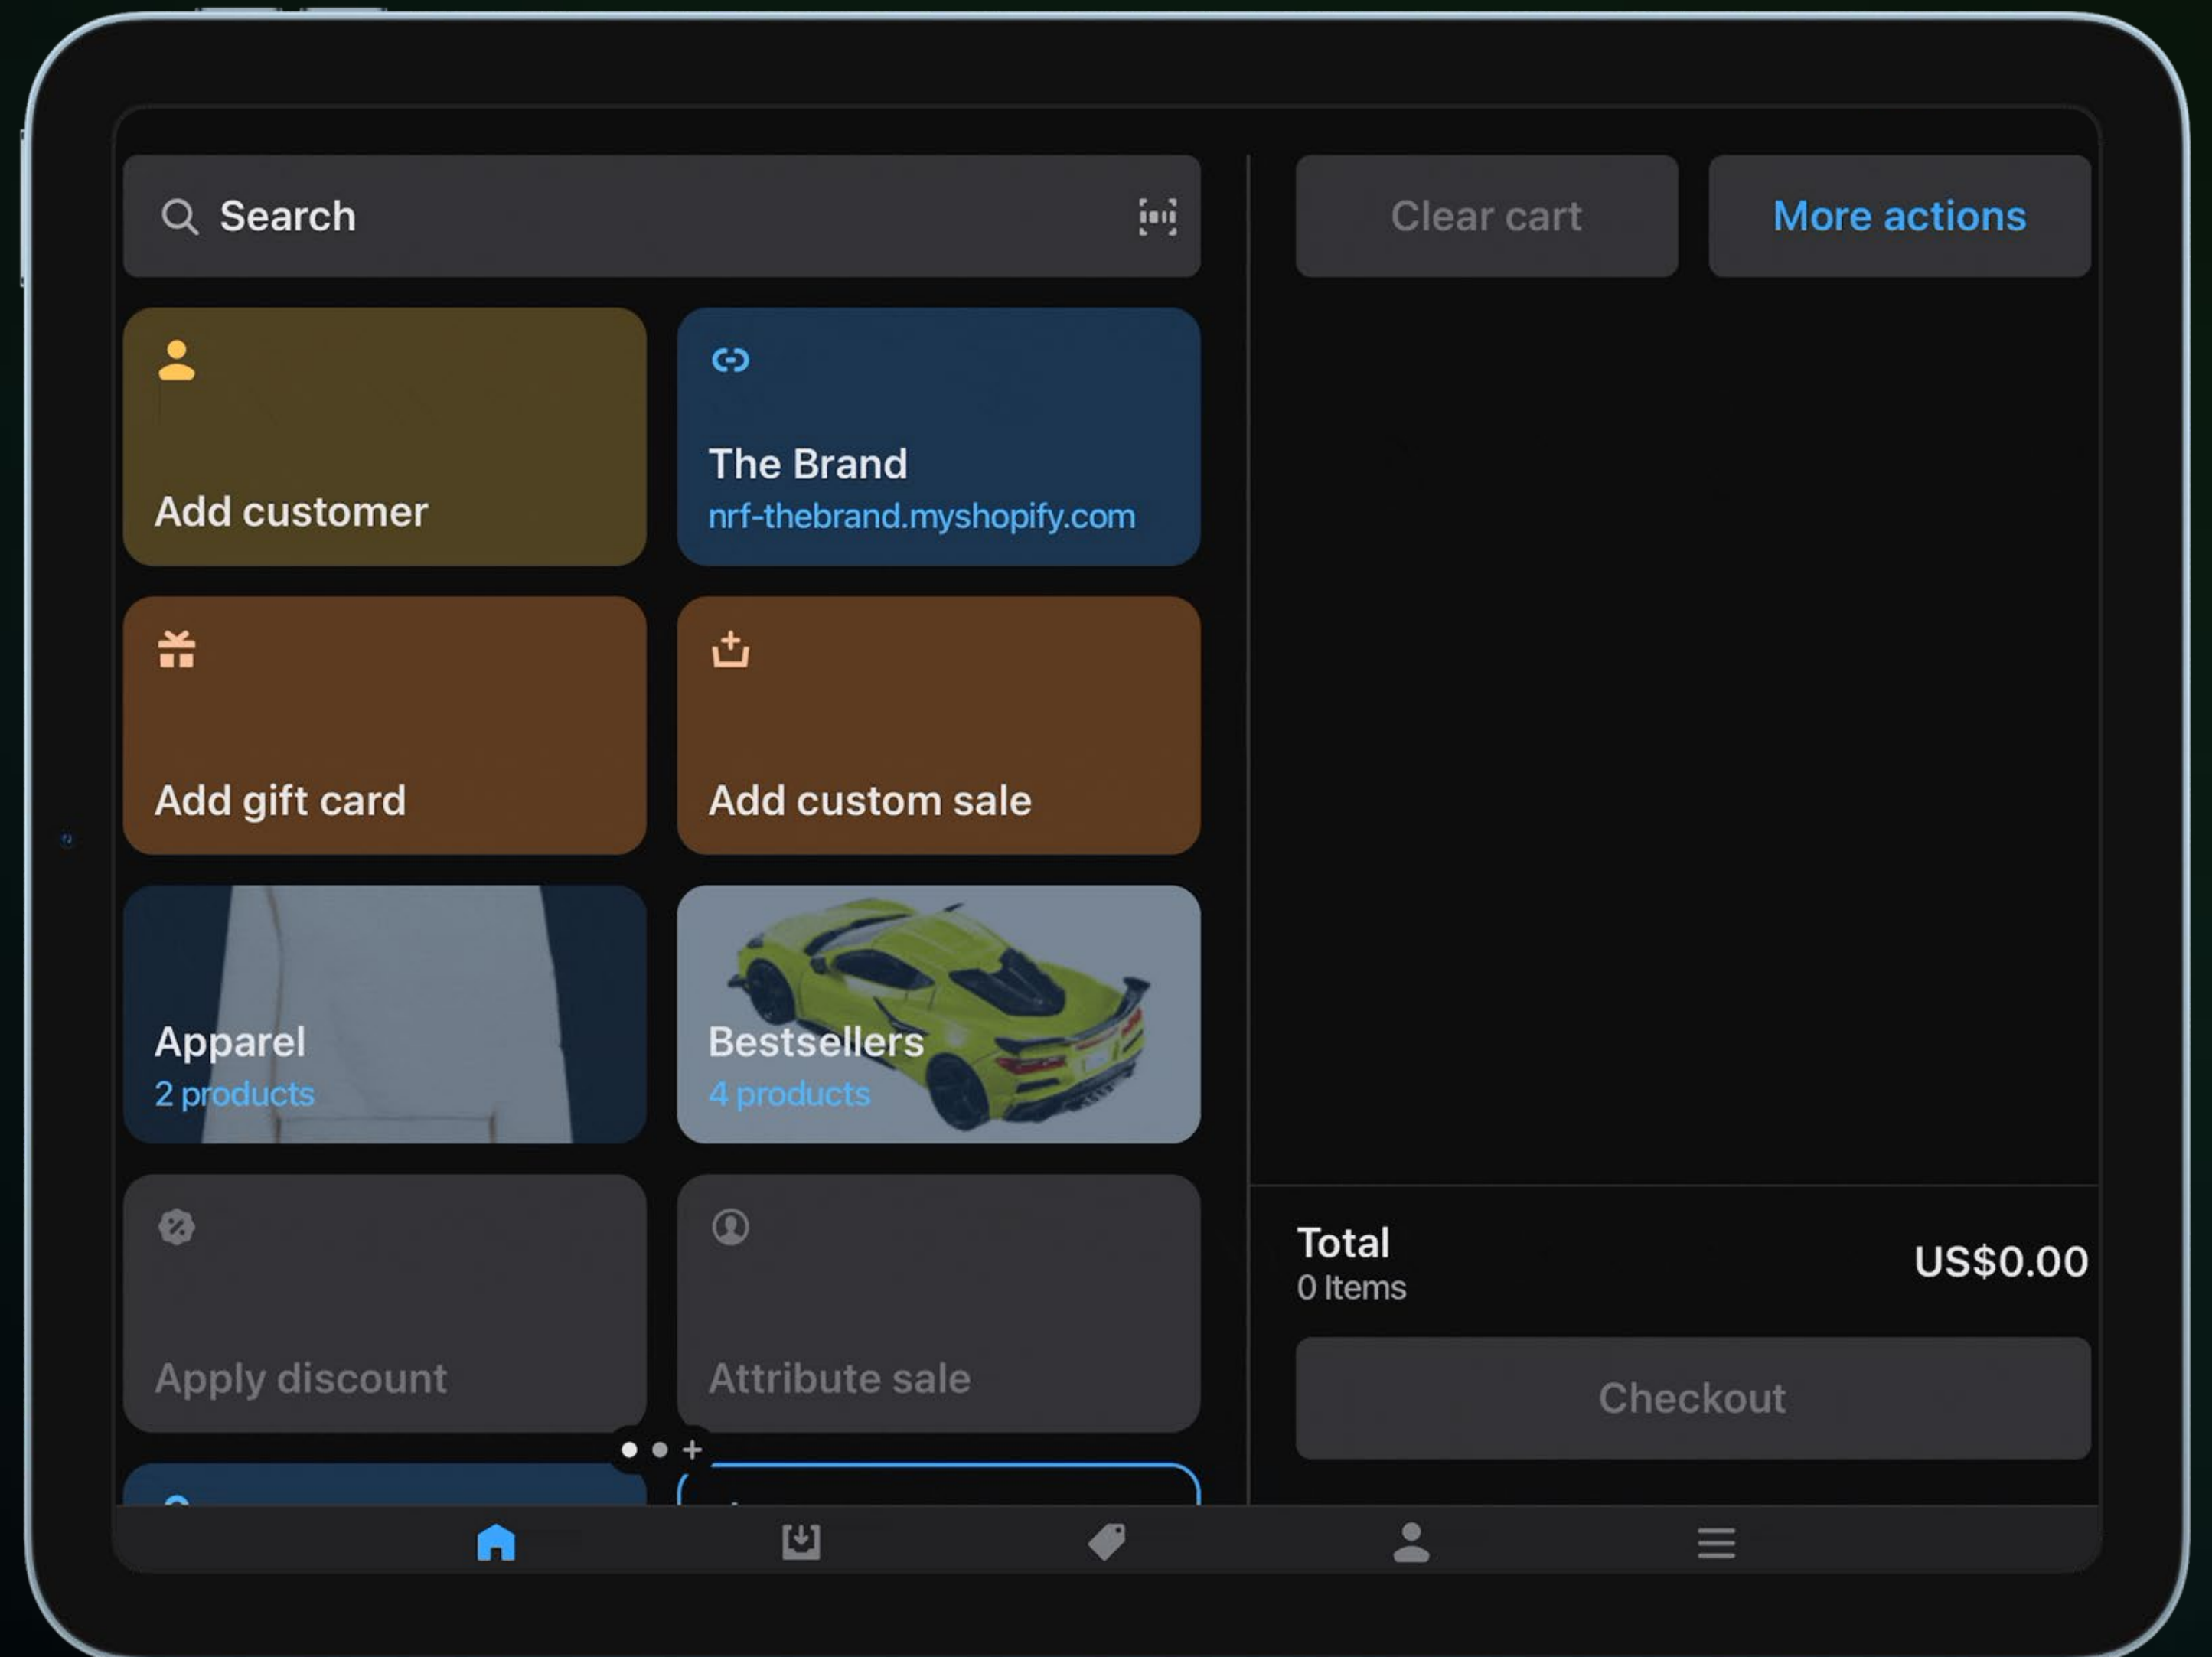 Search
Clear cart
More actions
Add customer
The Brand
nrf-thebrand.myshopify.com
Add gift card
Add custom sale
Apparel
2 products
Bestsellers
4 products
Apply discount
Attribute sale
Total
0 Items
US$0.00
Checkout